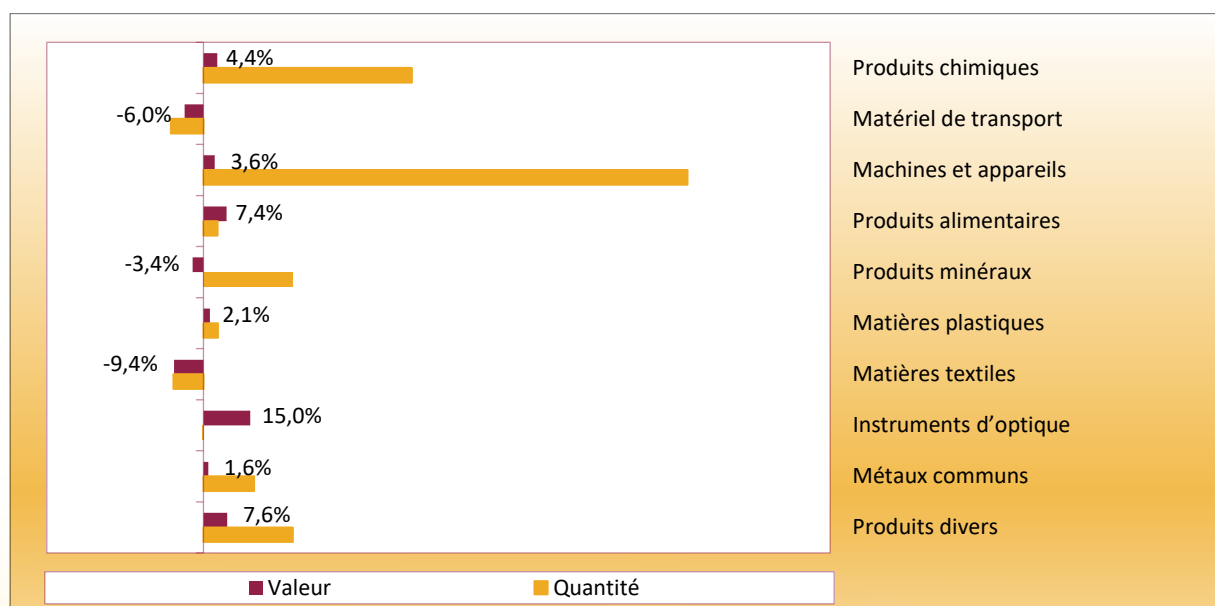 4,4% Produits chimiques
-6,0% Matériel de transport
3,6% Machines et appareils
7,4% Produits alimentaires
-3,4% Produits minéraux
2,1% Matières plastiques
-9,4% Matières textiles
15,0% Instruments d’optique
1,6% Métaux communs
7,6% Produits divers
Valeur Quantité